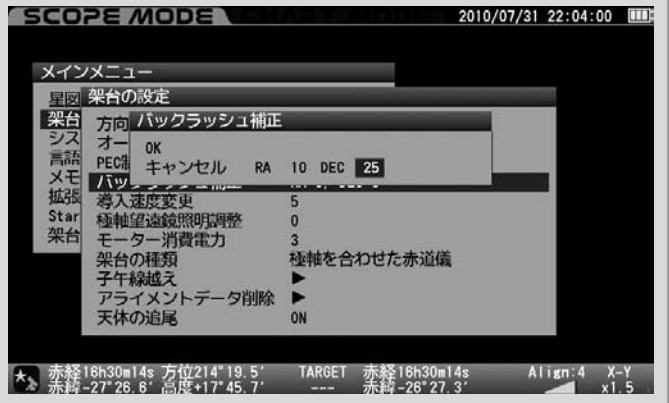 SCOPE MODE
2010/07/31 22:04:00
メインメニュー
星図
架台の設定
架台
方向
バックラッシュ補正
シス
オー
OK
言語
PEC制
キャンセル RA 10 DEC 25
メモ
拡張
導入速度変更 5
Star
極軸望遠鏡照明調整 0
架台
モーター消費電力 3
架台の種類 極軸を合わせた赤道儀
子午線越え ▶
アライメントデータ削除 ▶
天体の追尾 ON
赤経16h30m14s 方位214°19.5′ TARGET 赤経16h30m14s Align:4 X-Y
赤緯-27°26.6′ 高度+17°45.7′ --- 赤緯-26°27.3′ x1.5